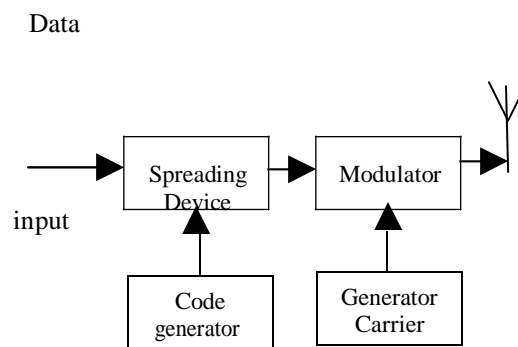 Data
input
Spreading
Device
Modulator
Code
generator
Generator
Carrier